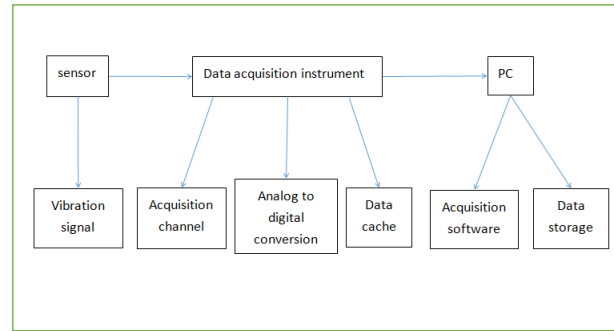 sensor
Data acquisition instrument
PC
Vibration
signal
Acquisition
channel
Analog to
digital
conversion
Data
cache
Acquisition
software
Data
storage